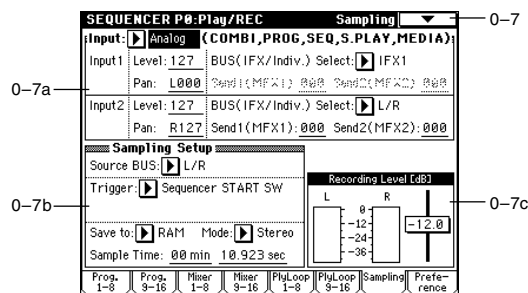 SEQUENCER P0:Play/REC Sampling
0–7
Input: Analog (COMBI,PROG,SEQ,S.PLAY,MEDIA)
Input1 Level: 127 BUS(IFX/Indiv.) Select: IFX1
Pan: L000 Send1(MFX1) 000 Send2(MFX2) 000
0–7a
Input2 Level: 127 BUS(IFX/Indiv.) Select: L/R
Pan: R127 Send1(MFX1): 000 Send2(MFX2): 000
Sampling Setup
Source BUS: L/R
Trigger: Sequencer START SW
0–7b
Save to: RAM Mode: Stereo
Sample Time: 00 min 10.923 sec
Recording Level [dB]
L R
0
-12
-24
-36
-12.0
0–7c
Prog. 1-8
Prog. 9-16
Mixer 1-8
Mixer 9-16
PlyLoop 1-8
PlyLoop 9-16
Sampling
Prefe-
rence